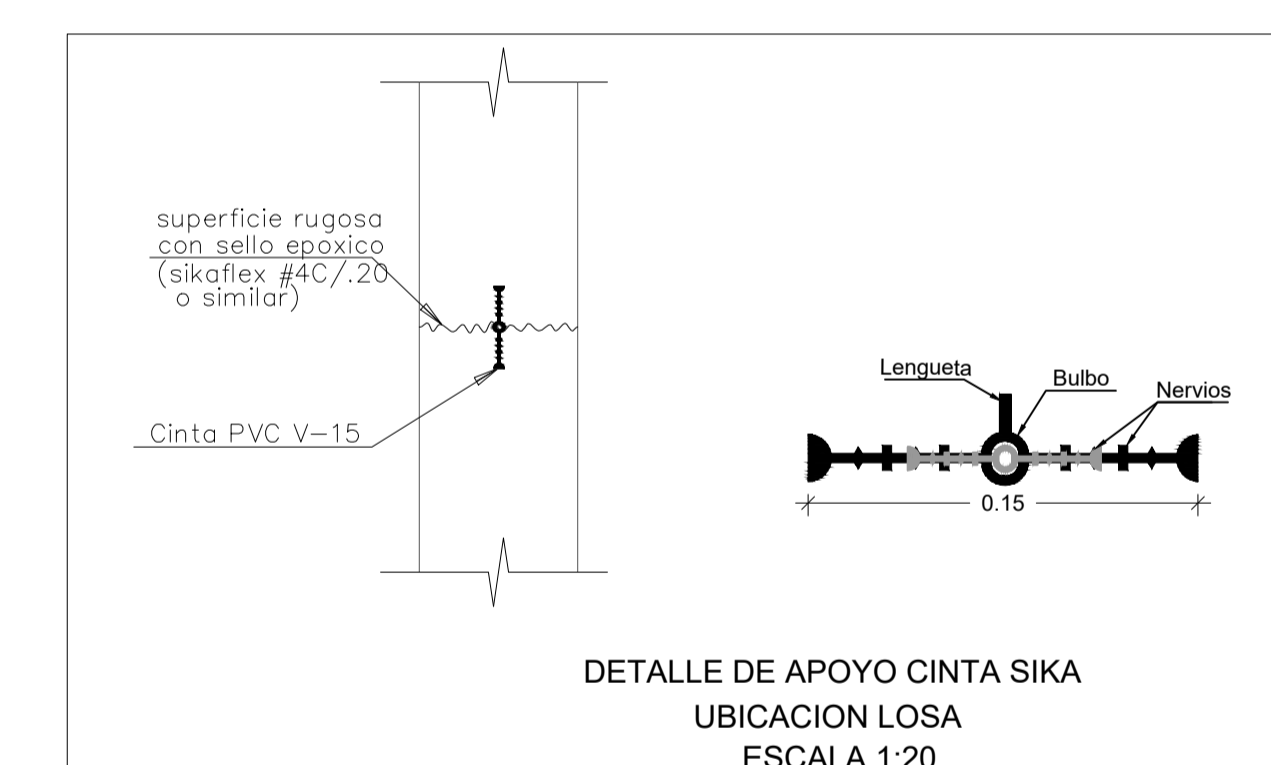 superficie rugosa
con sello epoxico
(sikaflex #4C/.20
o similar)
Cinta PVC V-15
Lengueta
Bulbo
Nervios
0.15
DETALLE DE APOYO CINTA SIKA
UBICACION LOSA
ESCALA 1:20